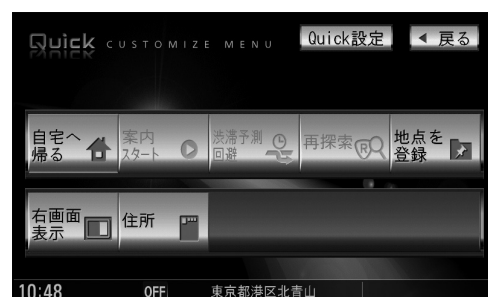 Quick CUSTOMIZE MENU
Quick設定
◀ 戻る
自宅へ
帰る
案内
スタート
渋滞予測
回避
再探索
R
地点を
登録
右画面
表示
住所
10:48 OFF 東京都港区北青山